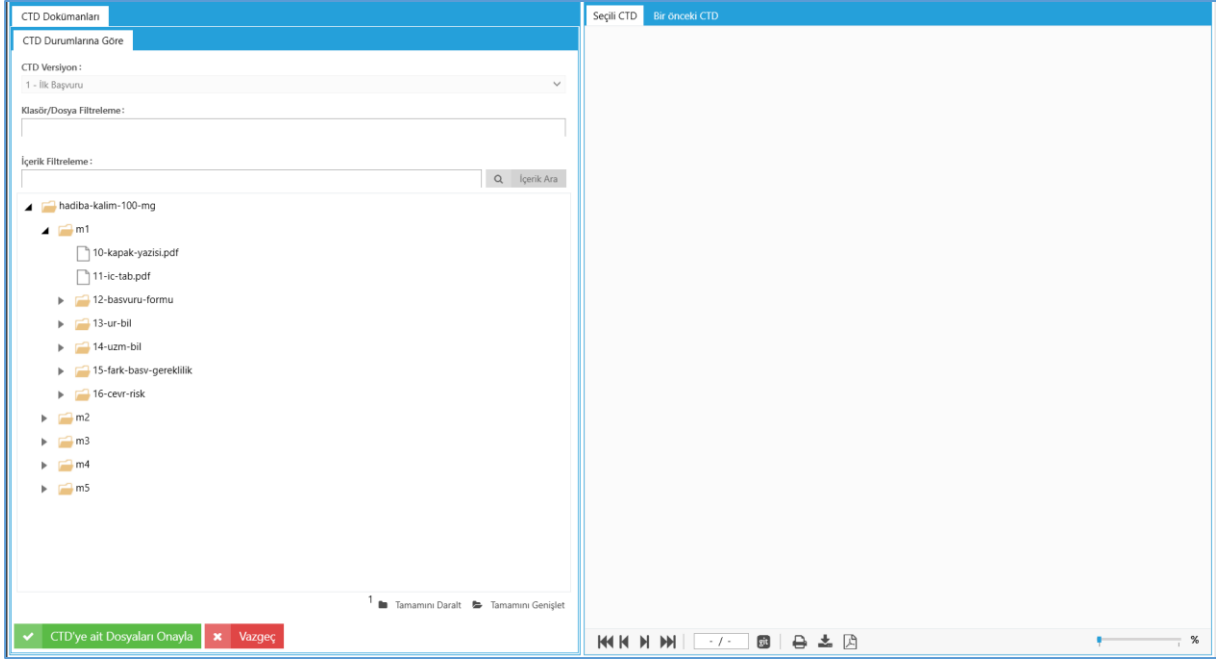 CTD Dokümanları
CTD Durumlarına Göre
CTD Versiyon :
1 - İlk Başvuru
Klasör/Dosya Filtreleme :
İçerik Filtreleme :
İçerik Ara
hadiba-kalim-100-mg
m1
10-kapak-yazisi.pdf
11-ic-tab.pdf
12-basvuru-formu
13-ur-bil
14-uzm-bil
15-fark-basv-gereklilik
16-cevr-risk
m2
m3
m4
m5
1 Tamamını Daralt Tamamını Genişlet
CTD'ye ait Dosyaları Onayla Vazgeç
Seçili CTD Bir önceki CTD
- / - git %